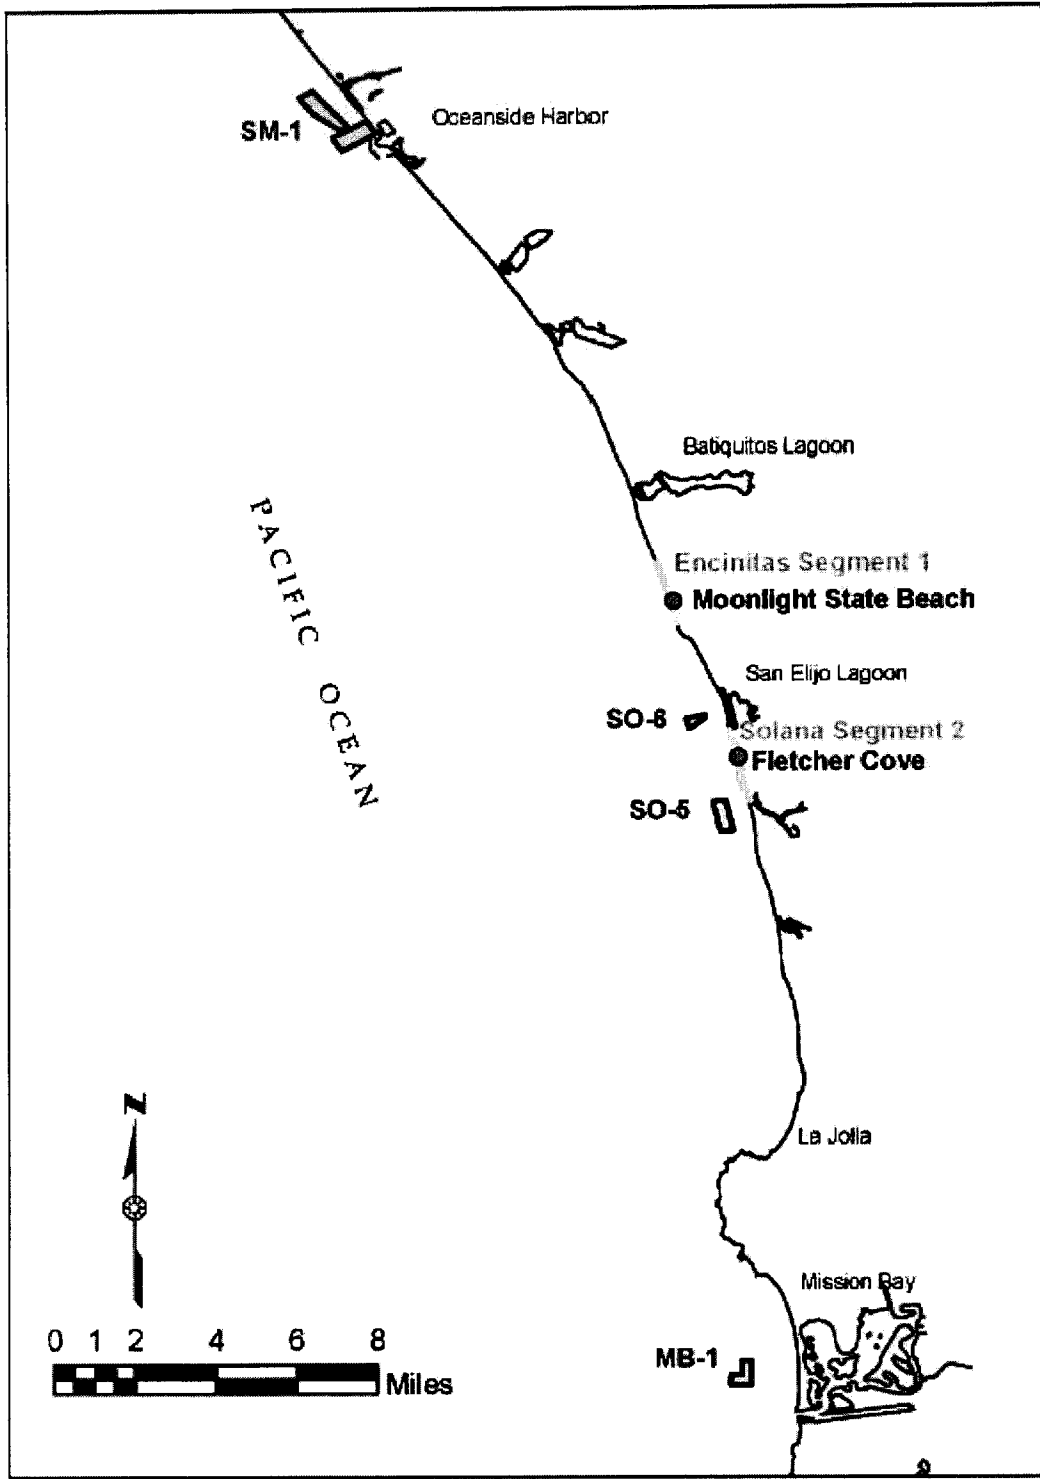 Oceanside Harbor
SM-1
Batiquitos Lagoon
PACIFIC OCEAN
Encinitas Segment 1
Moonlight State Beach
San Elijo Lagoon
SO-6
Solana Segment 2
Fletcher Cove
SO-5
N
La Jolla
Mission Bay
0 1 2 4 6 8
MB-1
Miles